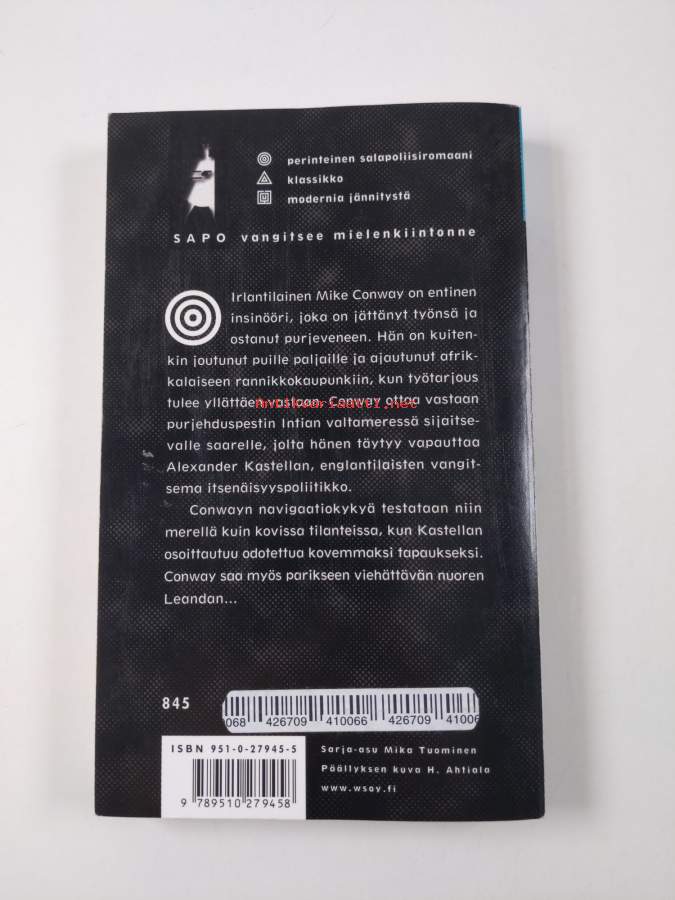 perinteinen salapoliisiromaani
klassikko
modernia jännitystä
SAPO vangitsee mielenkiintonne
Irlantilainen Mike Conway on entinen
insinööri, joka on jättänyt työnsä ja
ostanut purjeveneen. Hän on kuiten-
kin joutunut puille paljaille ja ajautunut afrik-
kalaiseen rannikkokaupunkiin, kun työtarjous
tulee yllättäen vastaan. Conway ottaa vastaan
Antikvariaatti.net
purjehduspestin Intian valtameressä sijaitse-
valle saarelle, jolta hänen täytyy vapauttaa
Alexander Kastellan, englantilaisten vangit-
sema itsenäisyyspoliitikko.
Conwayn navigaatiokykyä testataan niin
merellä kuin kovissa tilanteissa, kun Kastellan
osoittautuu odotettua kovemmaksi tapaukseksi.
Conway saa myös parikseen viehättävän nuoren
Leandan...
845
068 426709 410066 426709 41006
ISBN 951-0-27945-5
9 789510 279458
Sarja-asu Mika Tuominen
Päällyksen kuva H. Ahtiala
www.wsoy.fi